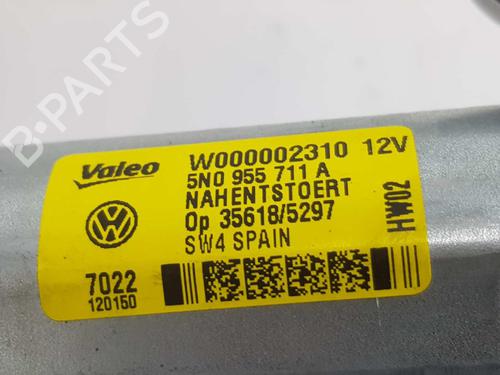 Valeo
W000002310 12V
5N0 955 711 A
NAHENTSTOERT
Op 35618/5297
SW4 SPAIN
HW02
7022
120150
B-PARTS